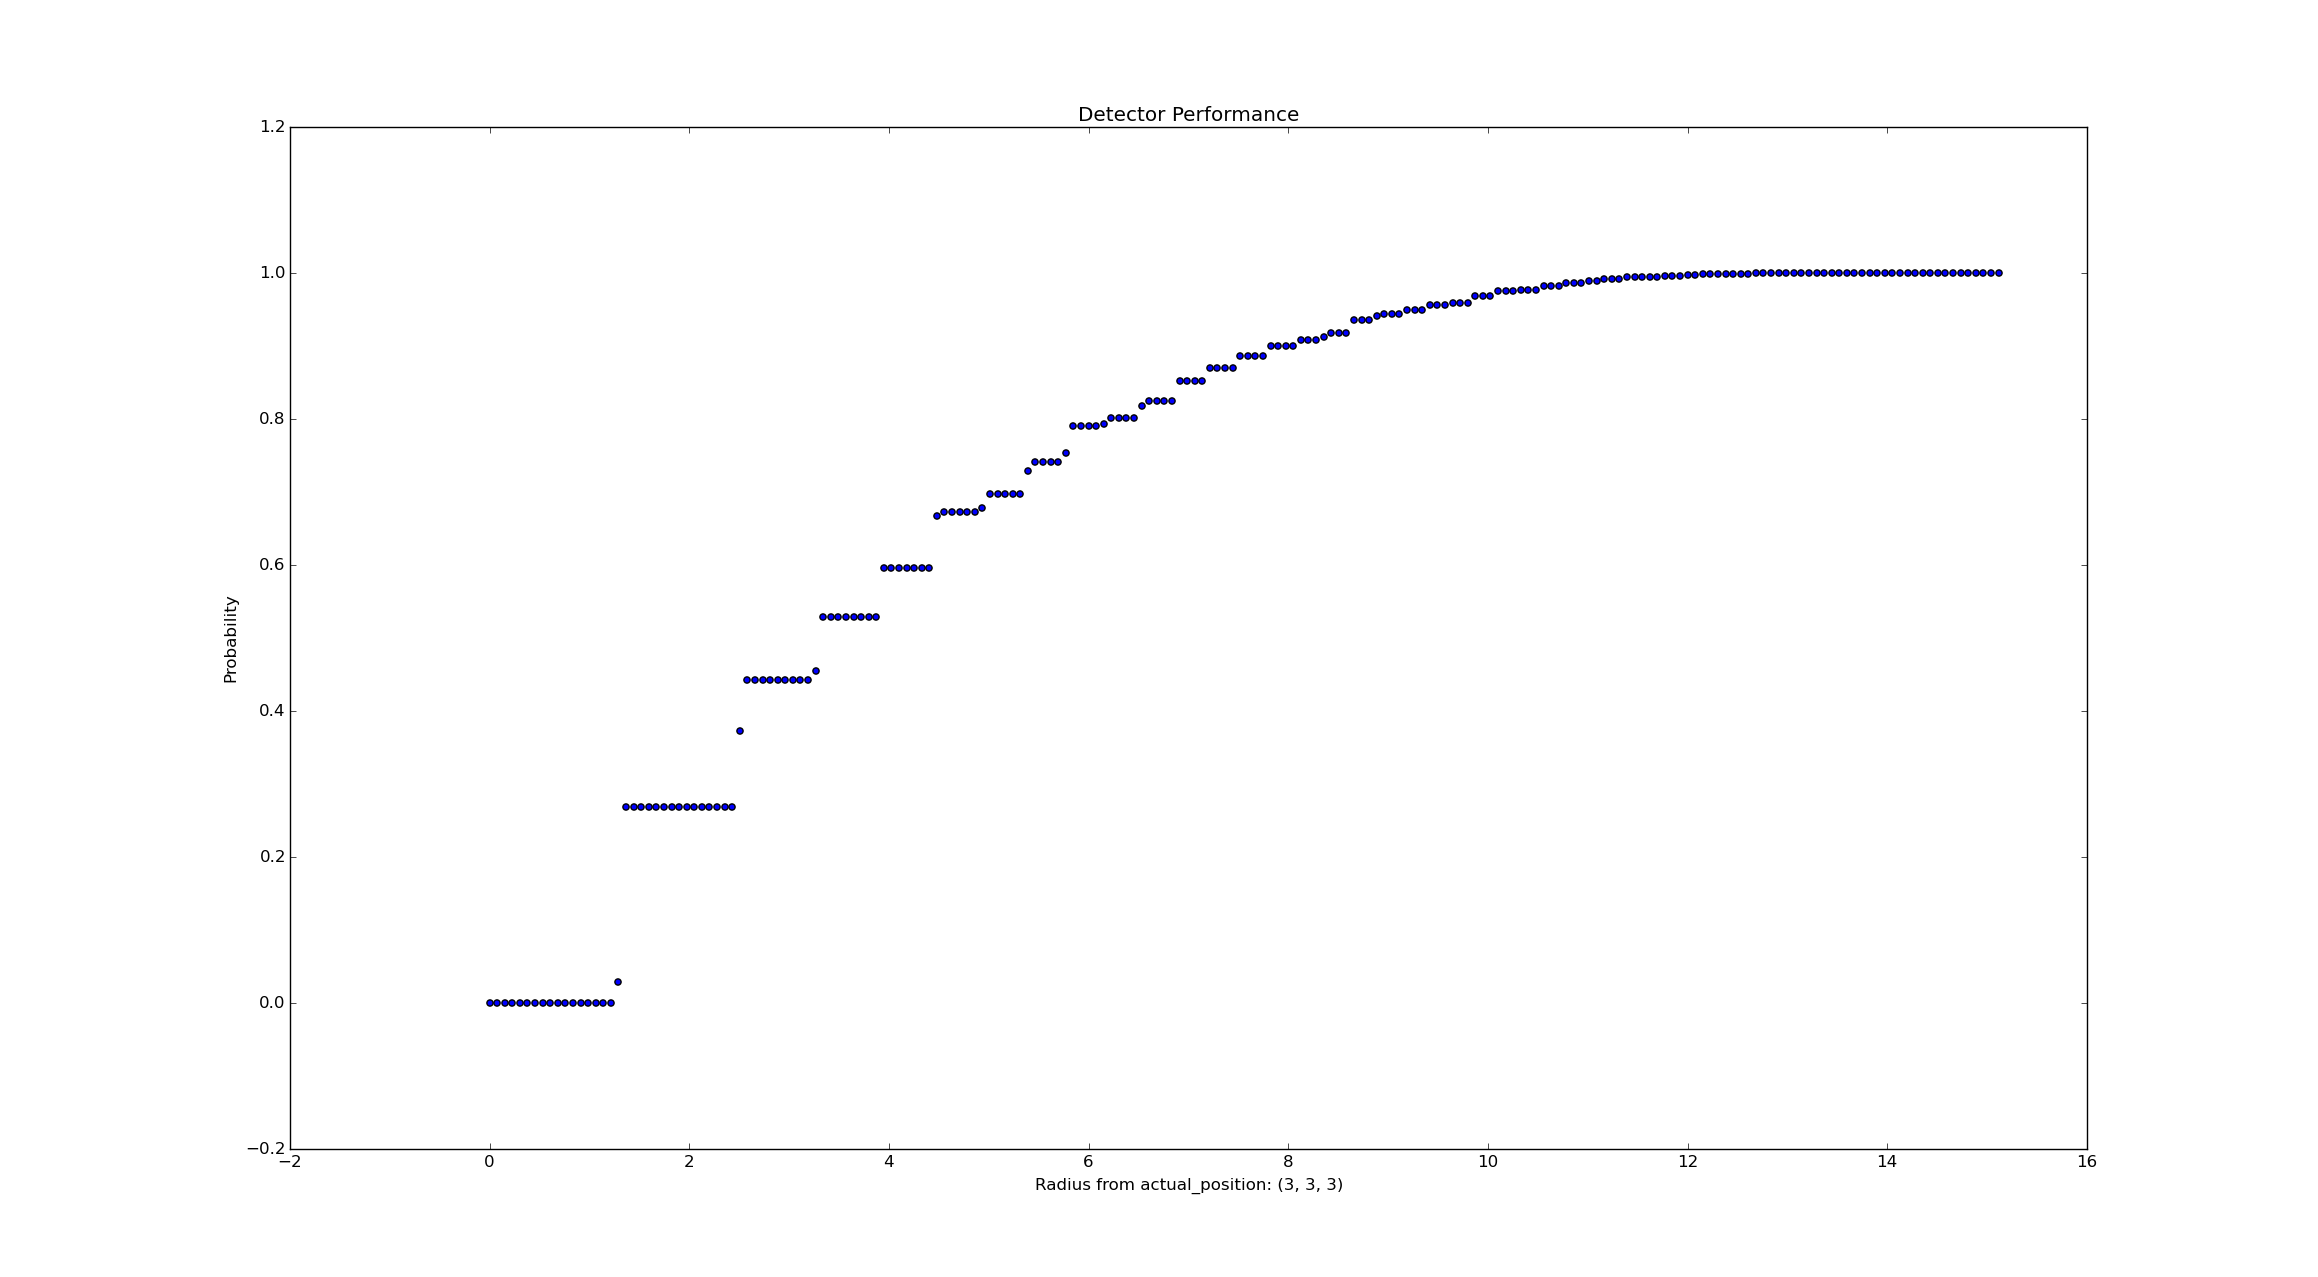 Detector Performance
1.2
1.0
0.8
0.6
0.4
0.2
0.0
−0.2
Probability
−2 0 2 4 6 8 10 12 14 16
Radius from actual_position: (3, 3, 3)